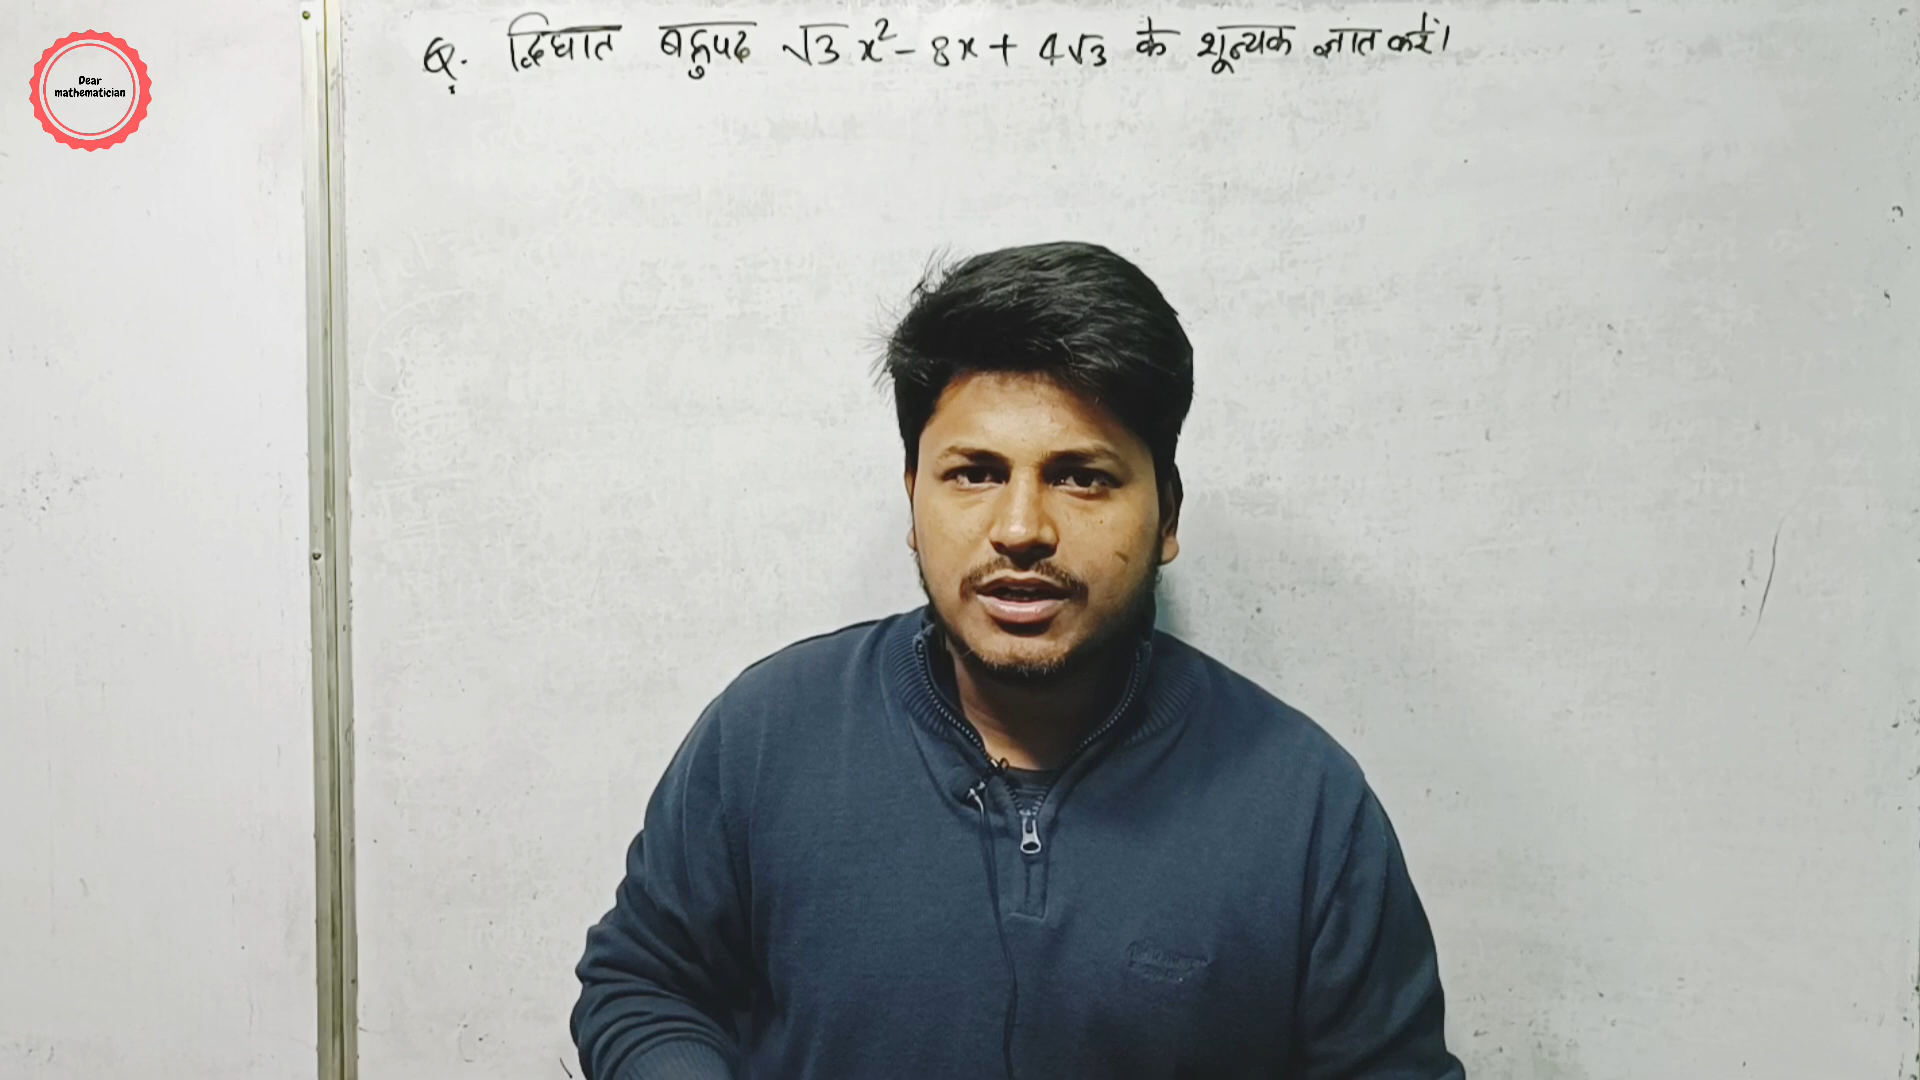 Dear
mathematician
Q. द्विघात बहुपद √3 x² - 8x + 4√3 के शून्यक ज्ञात करें।